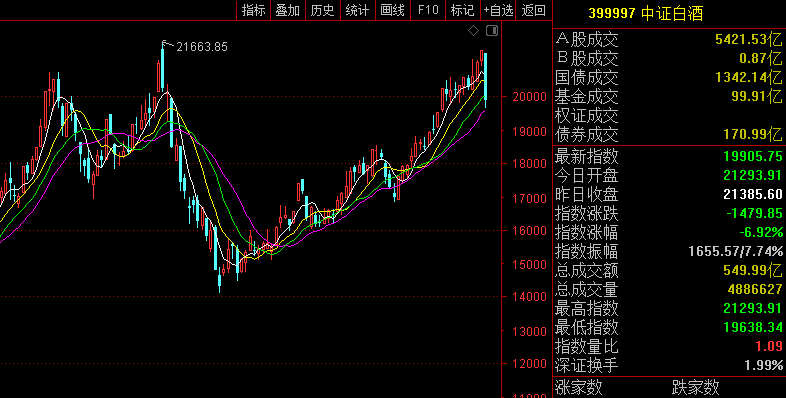 指标 叠加 历史 统计 画线 F10 标记 +自选 返回
399997 中证白酒
21663.85
20000
19000
18000
17000
16000
15000
14000
13000
12000
A股成交 5421.53亿
B股成交 0.87亿
国债成交 1342.14亿
基金成交 99.91亿
权证成交
债券成交 170.99亿
最新指数 19905.75
今日开盘 21293.91
昨日收盘 21385.60
指数涨跌 -1479.85
指数涨幅 -6.92%
指数振幅 1655.57/7.74%
总成交额 549.99亿
总成交量 4886627
最高指数 21293.91
最低指数 19638.34
指数量比 1.09
深证换手 1.99%
涨家数 跌家数